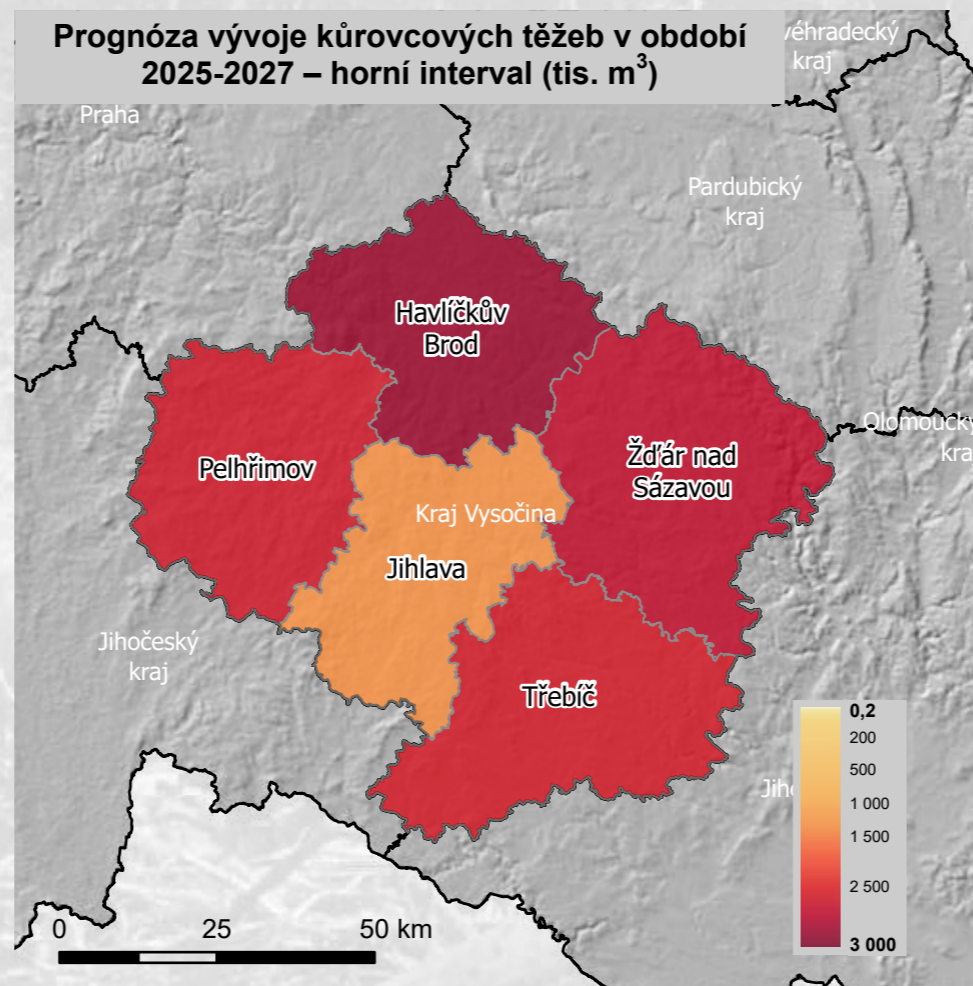 Prognóza vývoje kůrovcových těžeb v období
2025-2027 – horní interval (tis. m³)
kraj
Praha
Pardubický
kraj
Havlíčkův
Brod
Olomoucký
Pelhřimov
Žďár nad
Sázavou
Kraj Vysočina
Jihlava
Jihočeský
kraj
Třebíč
0,2
200
500
1 000
1 500
2 500
3 000
0 25 50 km